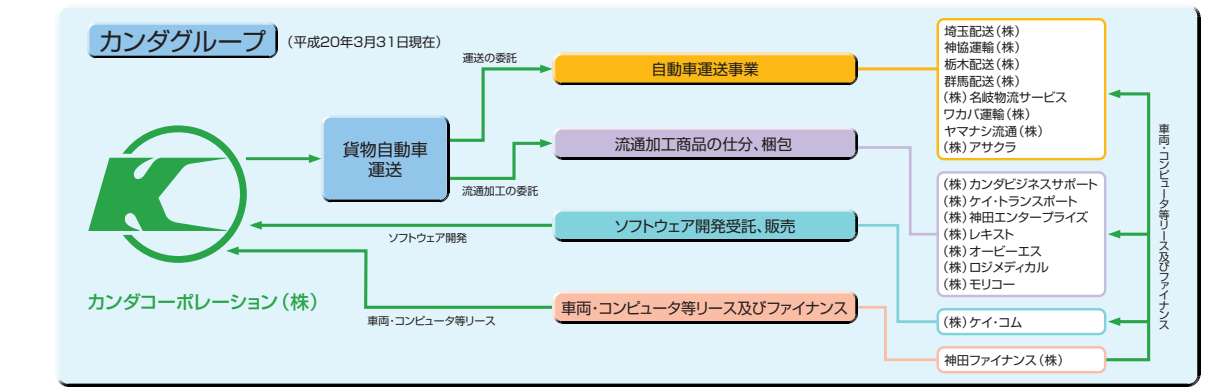 カンダグループ
(平成20年3月31日現在)
運送の委託
自動車運送事業
埼玉配送(株)
神協運輸(株)
栃木配送(株)
群馬配送(株)
(株)名岐物流サービス
ワカバ運輸(株)
ヤマナシ流通(株)
(株)アサクラ
貨物自動車
運送
流通加工商品の仕分、梱包
流通加工の委託
(株)カンダビジネスサポート
(株)ケイ・トランスポート
(株)神田エンタープライズ
(株)レキスト
(株)オービーエス
(株)ロジメディカル
(株)モリコー
ソフトウェア開発受託、販売
ソフトウェア開発
カンダコーポレーション(株)
車両・コンピュータ等リース及びファイナンス
車両・コンピュータ等リース
(株)ケイ・コム
神田ファイナンス(株)
車両・コンピュータ等リース及びファイナンス